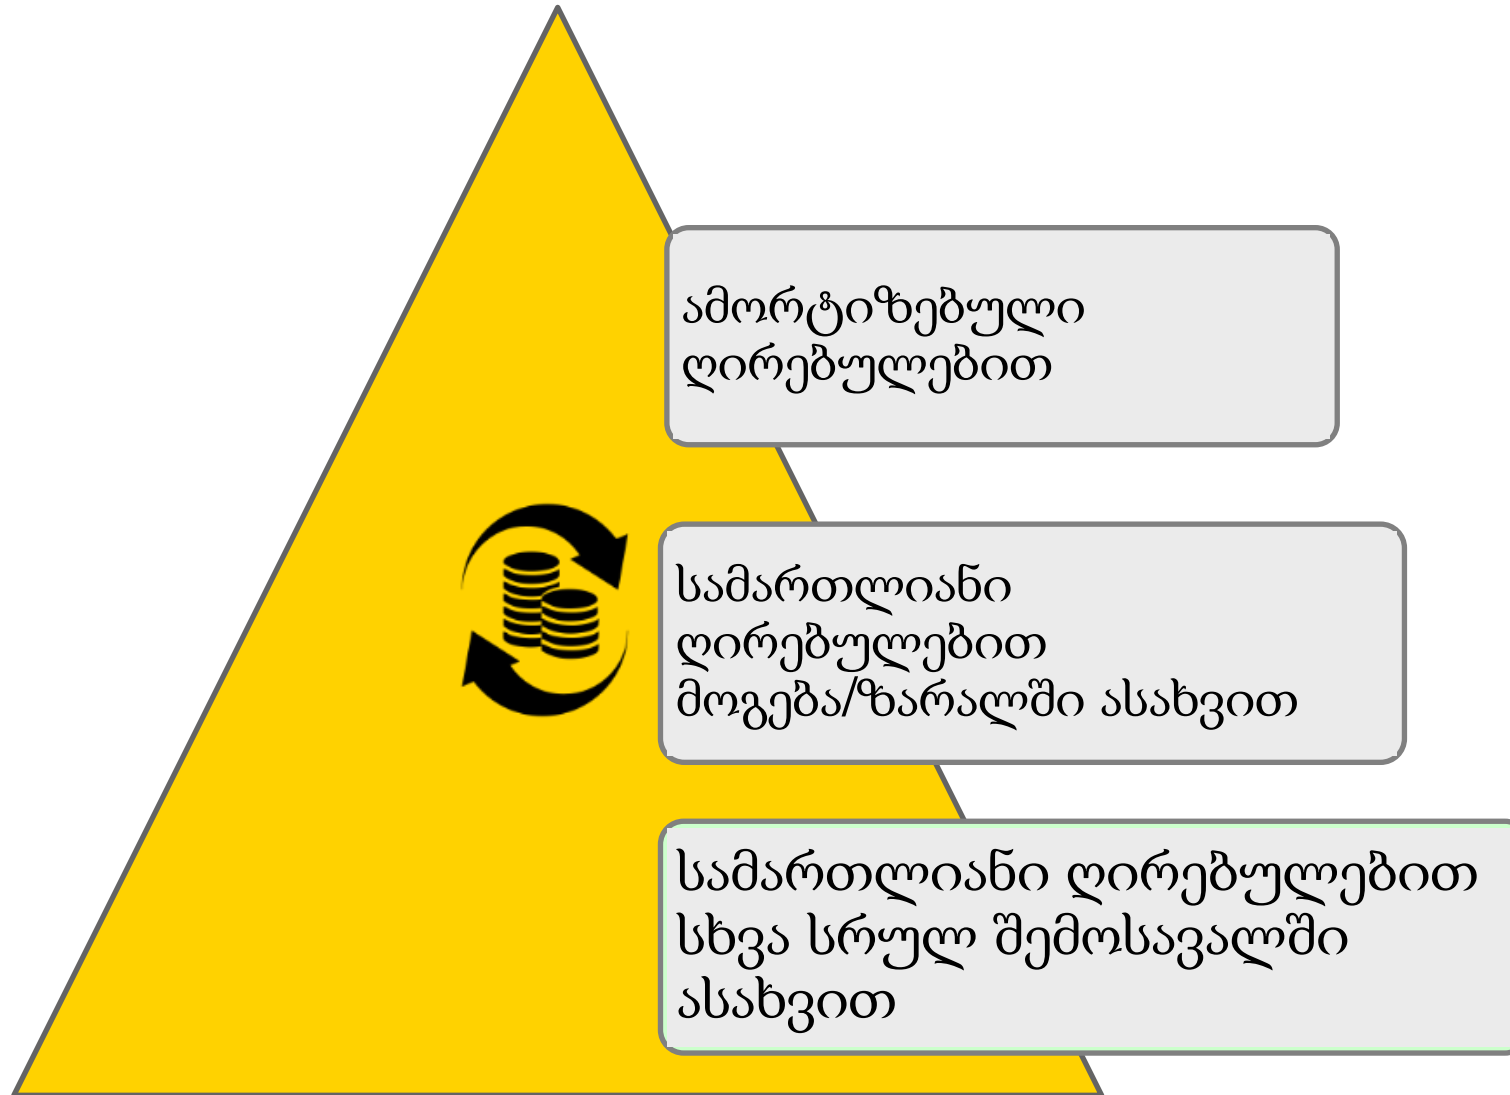 ამორტიზებული
ღირებულებით
სამართლიანი
ღირებულებით
მოგება/ზარალში ასახვით
სამართლიანი ღირებულებით
სხვა სრულ შემოსავალში
ასახვით